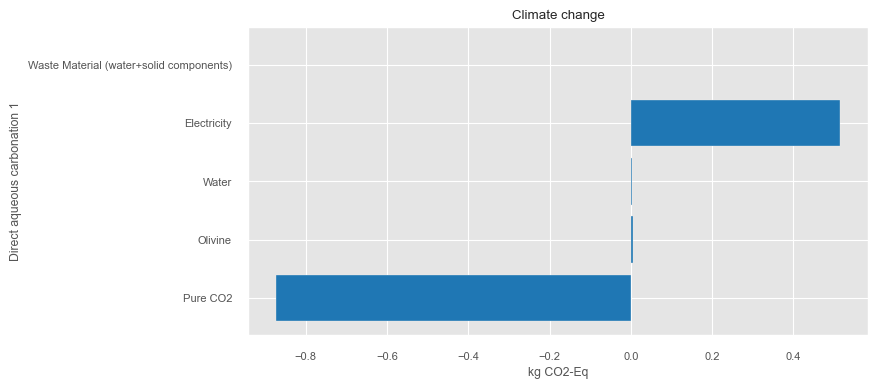 Climate change
Direct aqueous carbonation 1
Waste Material (water+solid components)
Electricity
Water
Olivine
Pure CO2
−0.8 −0.6 −0.4 −0.2 0.0 0.2 0.4
kg CO2-Eq